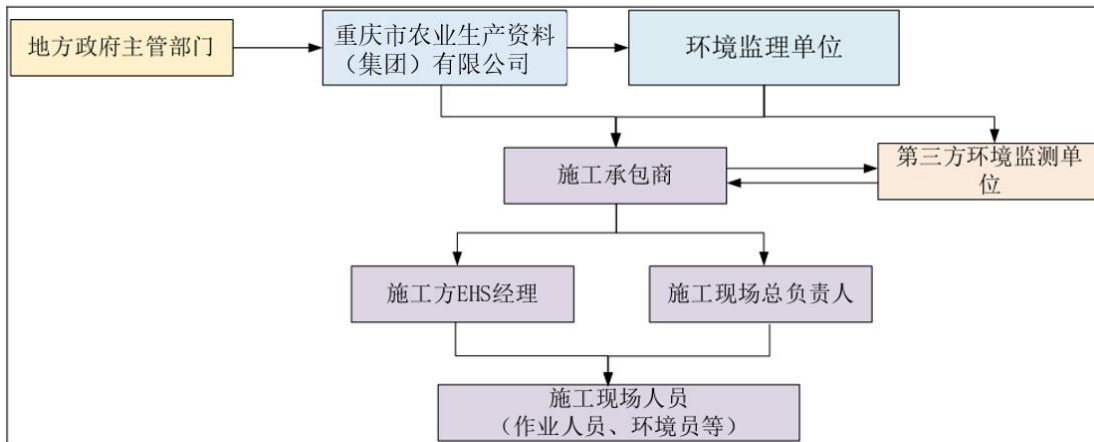 地方政府主管部门
重庆市农业生产资料
（集团）有限公司
环境监理单位
施工承包商
第三方环境监测单
位
施工方EHS经理
施工现场总负责人
施工现场人员
（作业人员、环境员等）